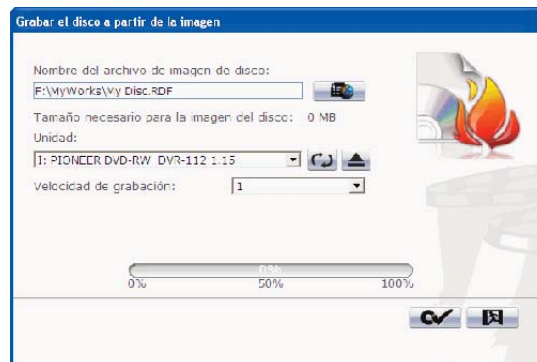 Grabar el disco a partir de la imagen
Nombre del archivo de imagen de disco:
F:\MyWorks\My Disc.RDF
Tamaño necesario para la imagen del disco: 0 MB
Unidad:
I: PIONEER DVD-RW DVR-112 1.15
Velocidad de grabación: 1
0%
0% 50% 100%